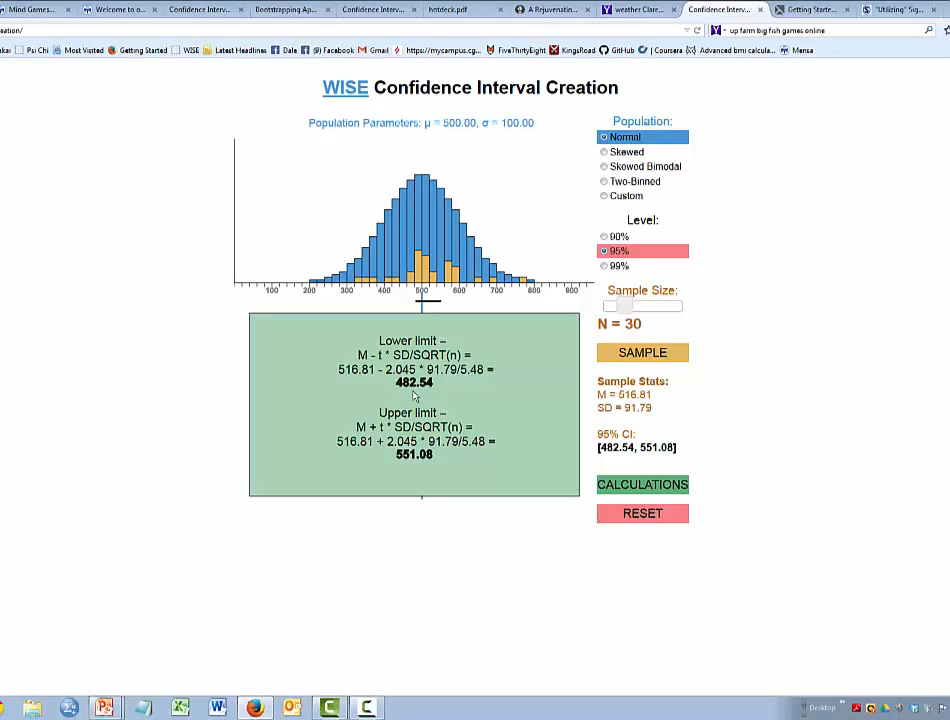 Mind Games...
Welcome to o...
Confidence Interv...
Bootstrapping Ap...
Confidence Interv...
hotdeck.pdf
A Rejuvenatin...
weather Clare...
Confidence Interv...
Getting Starte...
"Utilizing" Sig...
eation/
up farm big fish games online
kai
Psi Chi
Most Visited
Getting Started
WISE
Latest Headlines
Dale
(@) Facebook
Gmail
https://mycampus.cg...
FiveThirtyEight
KingsRoad
GitHub
Coursera
Advanced bmi calcula...
Mensa
WISE Confidence Interval Creation
Population Parameters: μ = 500.00, σ = 100.00
100 200 300 400 500 600 700 800 900
Lower limit –
M - t * SD/SQRT(n) =
516.81 - 2.045 * 91.79/5.48 =
482.54
Upper limit –
M + t * SD/SQRT(n) =
516.81 + 2.045 * 91.79/5.48 =
551.08
Population:
Normal
Skewed
Skewed Bimodal
Two-Binned
Custom
Level:
90%
95%
99%
Sample Size:
N = 30
SAMPLE
Sample Stats:
M = 516.81
SD = 91.79
95% CI:
[482.54, 551.08]
CALCULATIONS
RESET
Desktop